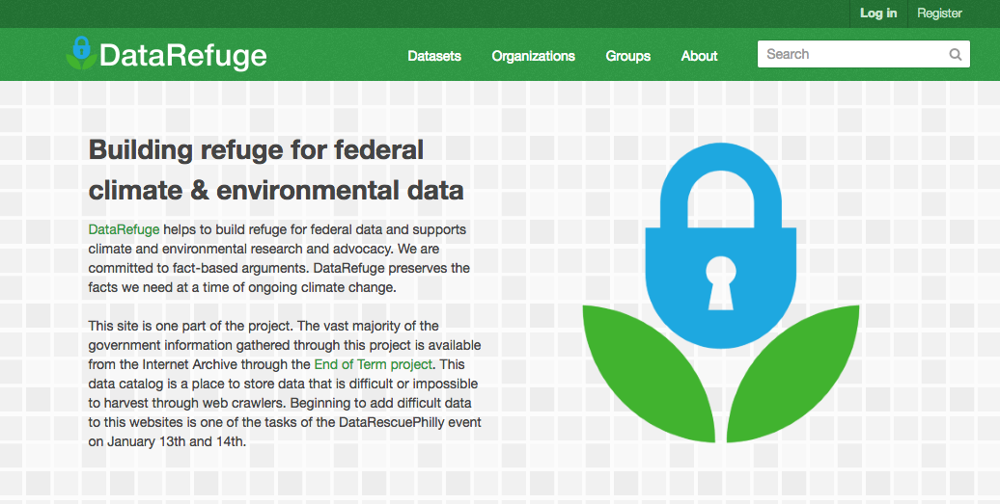 Log in Register
DataRefuge Datasets Organizations Groups About Search
Building refuge for federal
climate & environmental data
DataRefuge helps to build refuge for federal data and supports
climate and environmental research and advocacy. We are
committed to fact-based arguments. DataRefuge preserves the
facts we need at a time of ongoing climate change.
This site is one part of the project. The vast majority of the
government information gathered through this project is available
from the Internet Archive through the End of Term project. This
data catalog is a place to store data that is difficult or impossible
to harvest through web crawlers. Beginning to add difficult data
to this websites is one of the tasks of the DataRescuePhilly event
on January 13th and 14th.